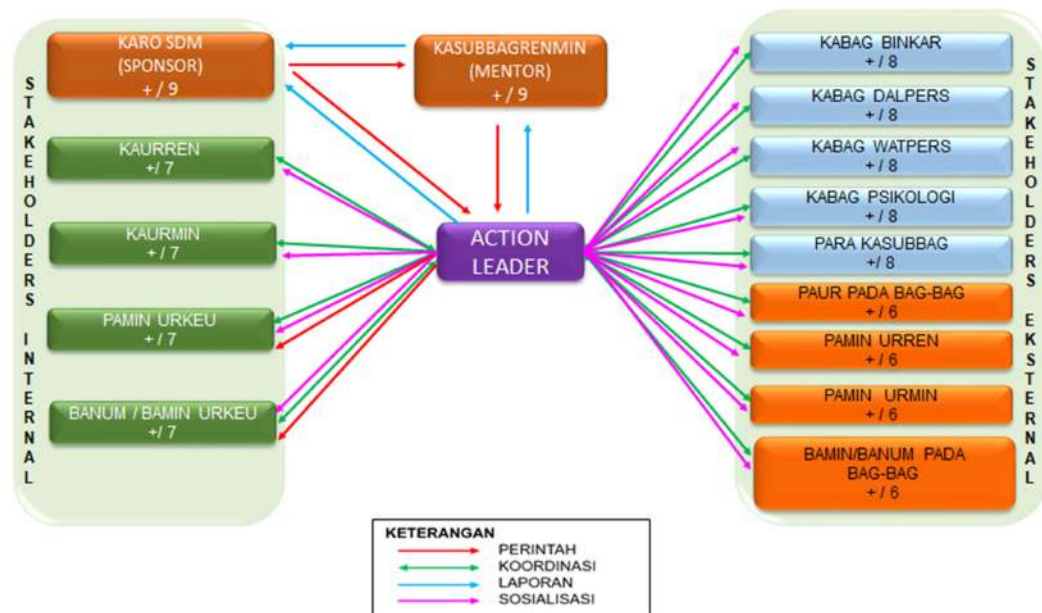 STAKEHOLDERS INTERNAL
KARO SDM
(SPONSOR)
+ / 9
KAURREN
+/ 7
KAURMIN
+/ 7
PAMIN URKEU
+/ 7
BANUM / BAMIN URKEU
+/ 7
KASUBBAGRENMIN
(MENTOR)
+ / 9
ACTION
LEADER
STAKEHOLDERS EKSTERNAL
KABAG BINKAR
+ / 8
KABAG DALPERS
+ / 8
KABAG WATPERS
+ / 8
KABAG PSIKOLOGI
+ / 8
PARA KASUBBAG
+/ 8
PAUR PADA BAG-BAG
+ / 6
PAMIN URREN
+ / 6
PAMIN URMIN
+ / 6
BAMIN/BANUM PADA
BAG-BAG
+ / 6
KETERANGAN
PERINTAH
KOORDINASI
LAPORAN
SOSIALISASI